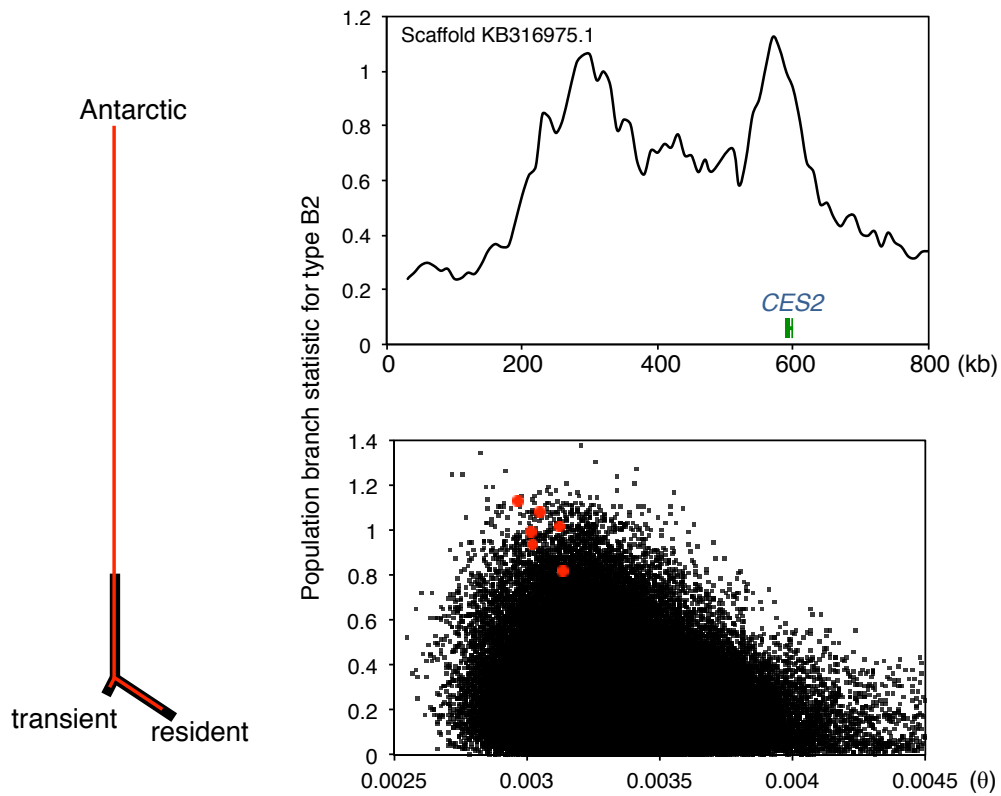 Antarctic
transient
resident
Population branch statistic for type B2
Scaffold KB316975.1
1.2
1
0.8
0.6
0.4
0.2
0
CES2
0 200 400 600 800 (kb)
1.4
1.2
1
0.8
0.6
0.4
0.2
0
0.0025 0.003 0.0035 0.004 0.0045 (θ)